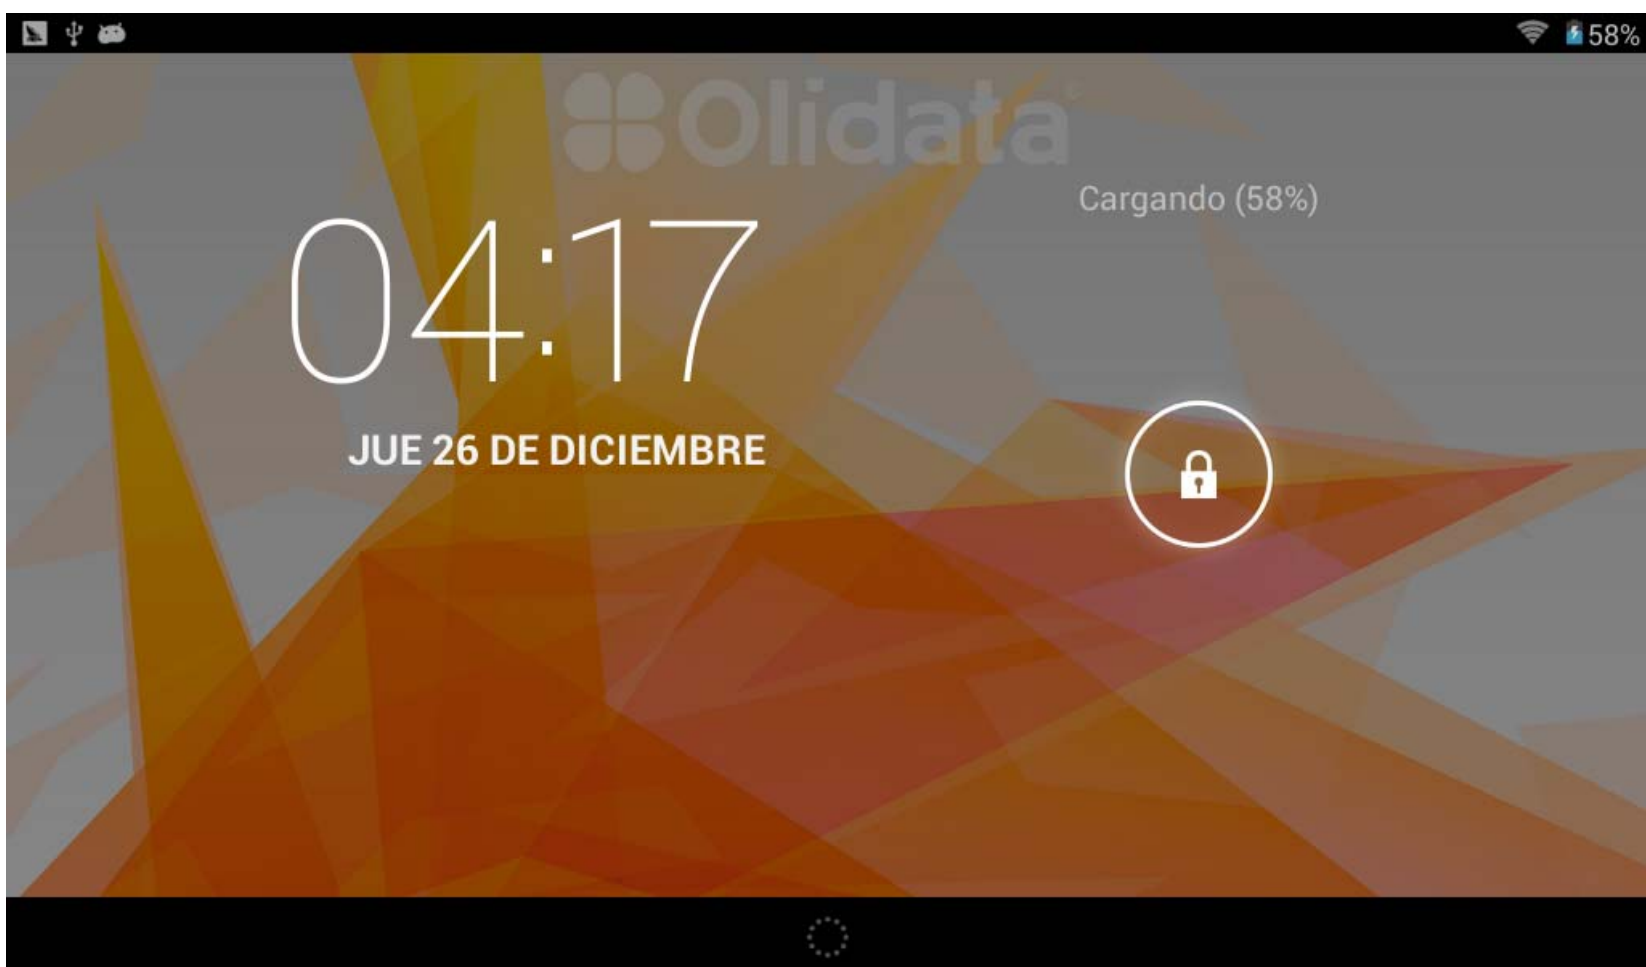 58%
Olidata
Cargando (58%)
04:17
JUE 26 DE DICIEMBRE